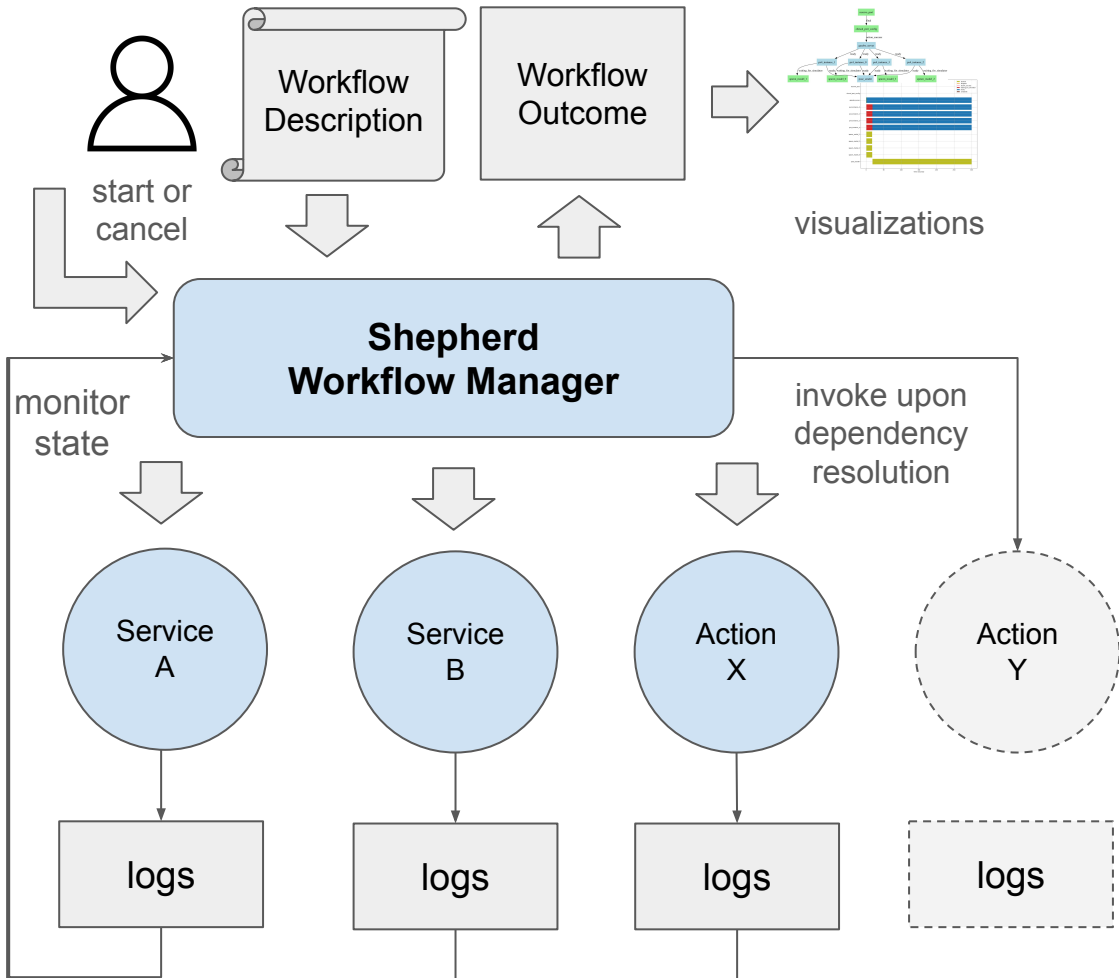 Workflow
Description
Workflow
Outcome
start or
cancel
visualizations
Shepherd
Workflow Manager
monitor
state
invoke upon
dependency
resolution
Service
A
Service
B
Action
X
Action
Y
logs
logs
logs
logs